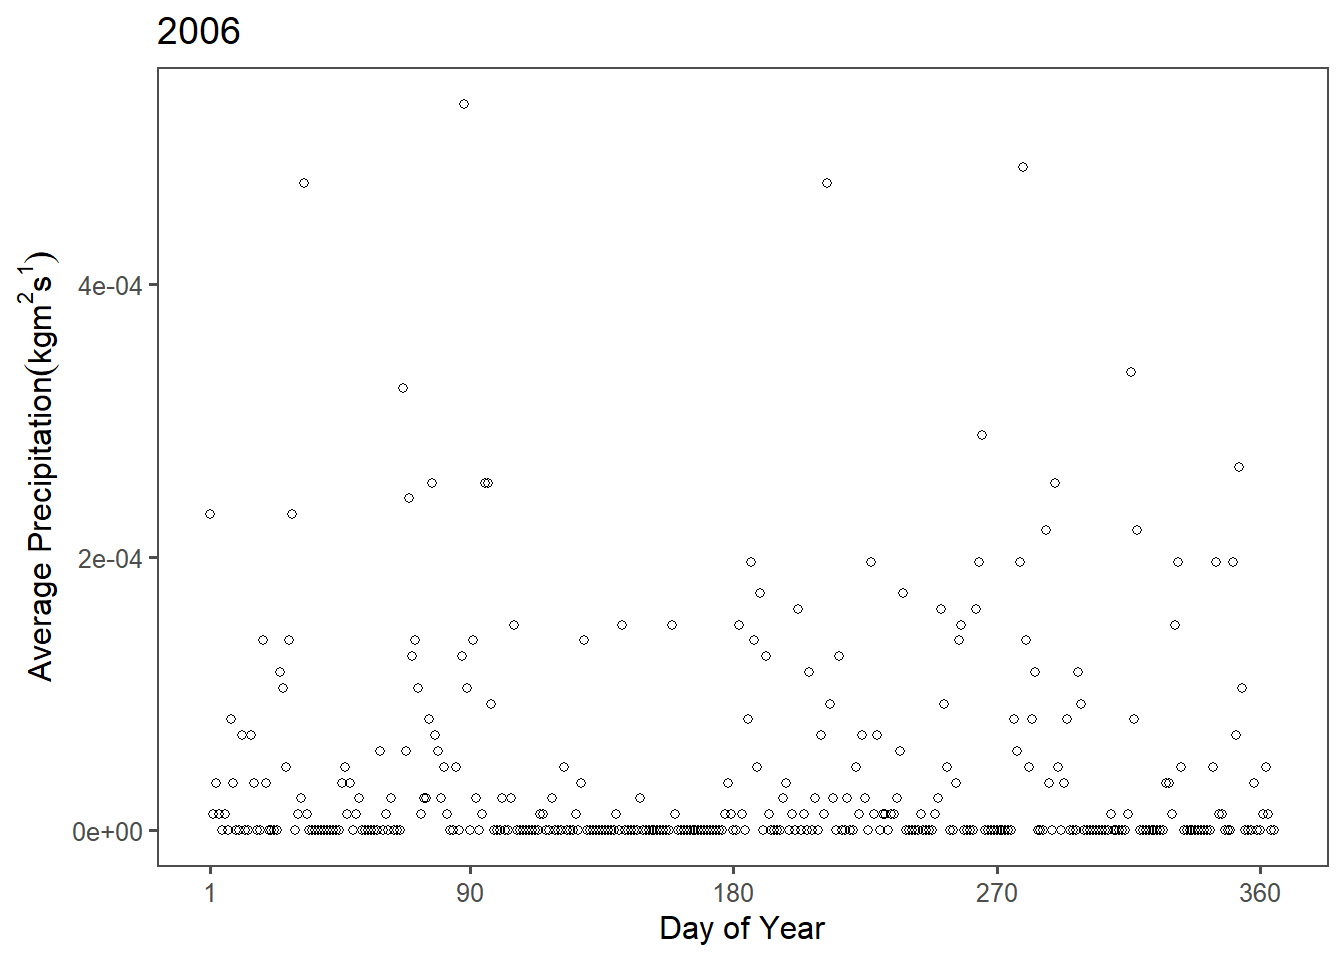 2006
Average Precipitation(kgm²s¹)
4e-04
2e-04
0e+00
1 90 180 270 360
Day of Year